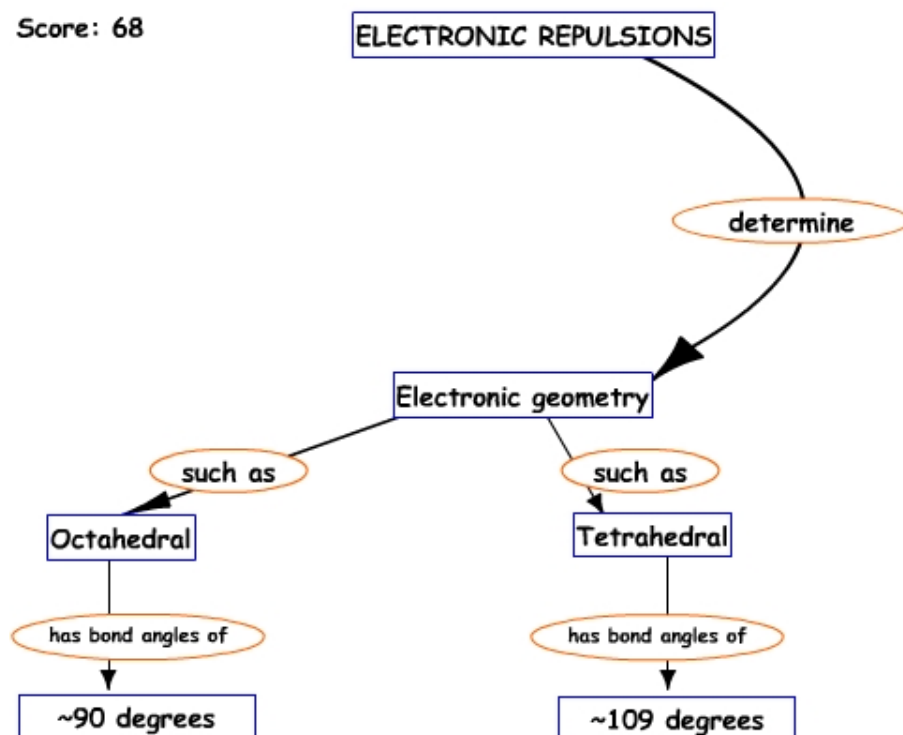 Score: 68
ELECTRONIC REPULSIONS
determine
Electronic geometry
such as
such as
Octahedral
Tetrahedral
has bond angles of
has bond angles of
~90 degrees
~109 degrees